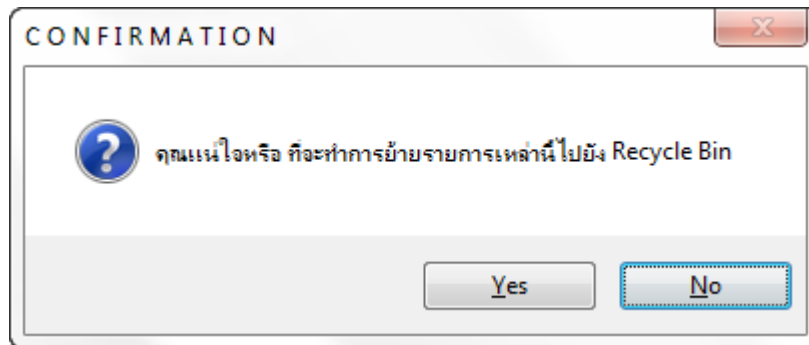 CONFIRMATION
คุณแน่ใจหรือ ที่จะทำการย้ายรายการเหล่านี้ไปยัง Recycle Bin
Yes
No